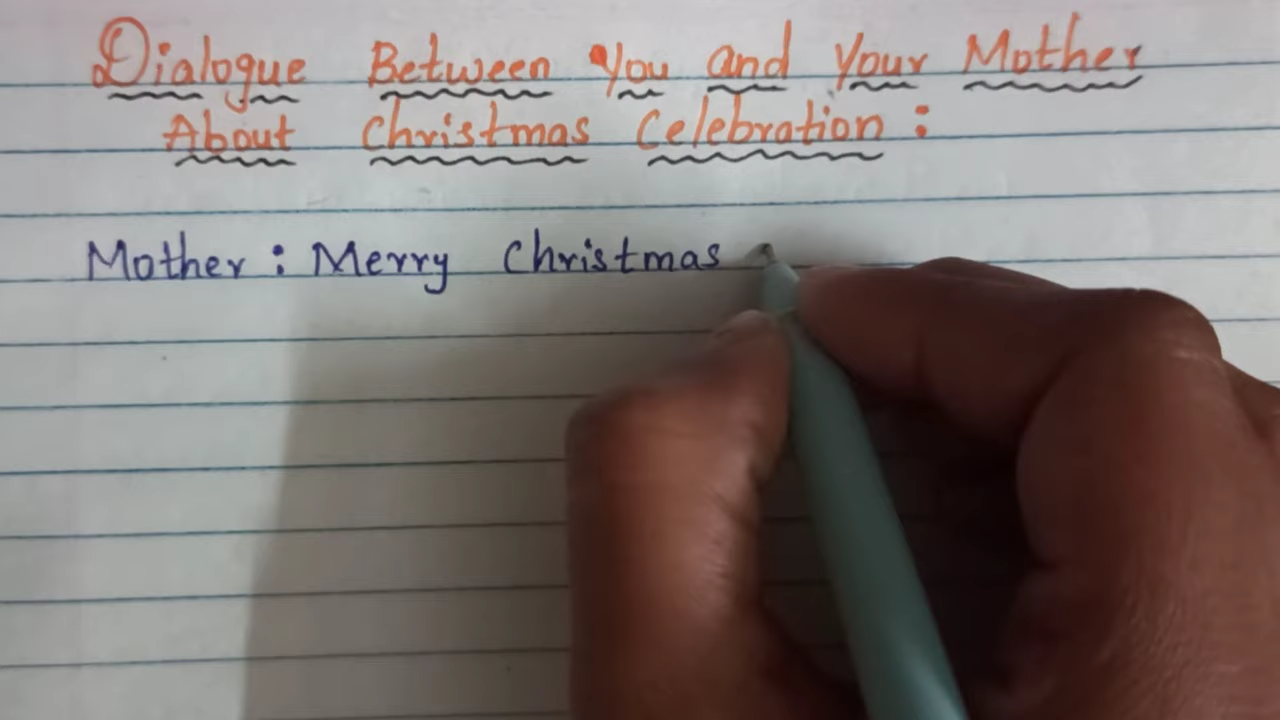 Dialogue Between You and Your Mother
About Christmas Celebration :
Mother : Merry Christmas